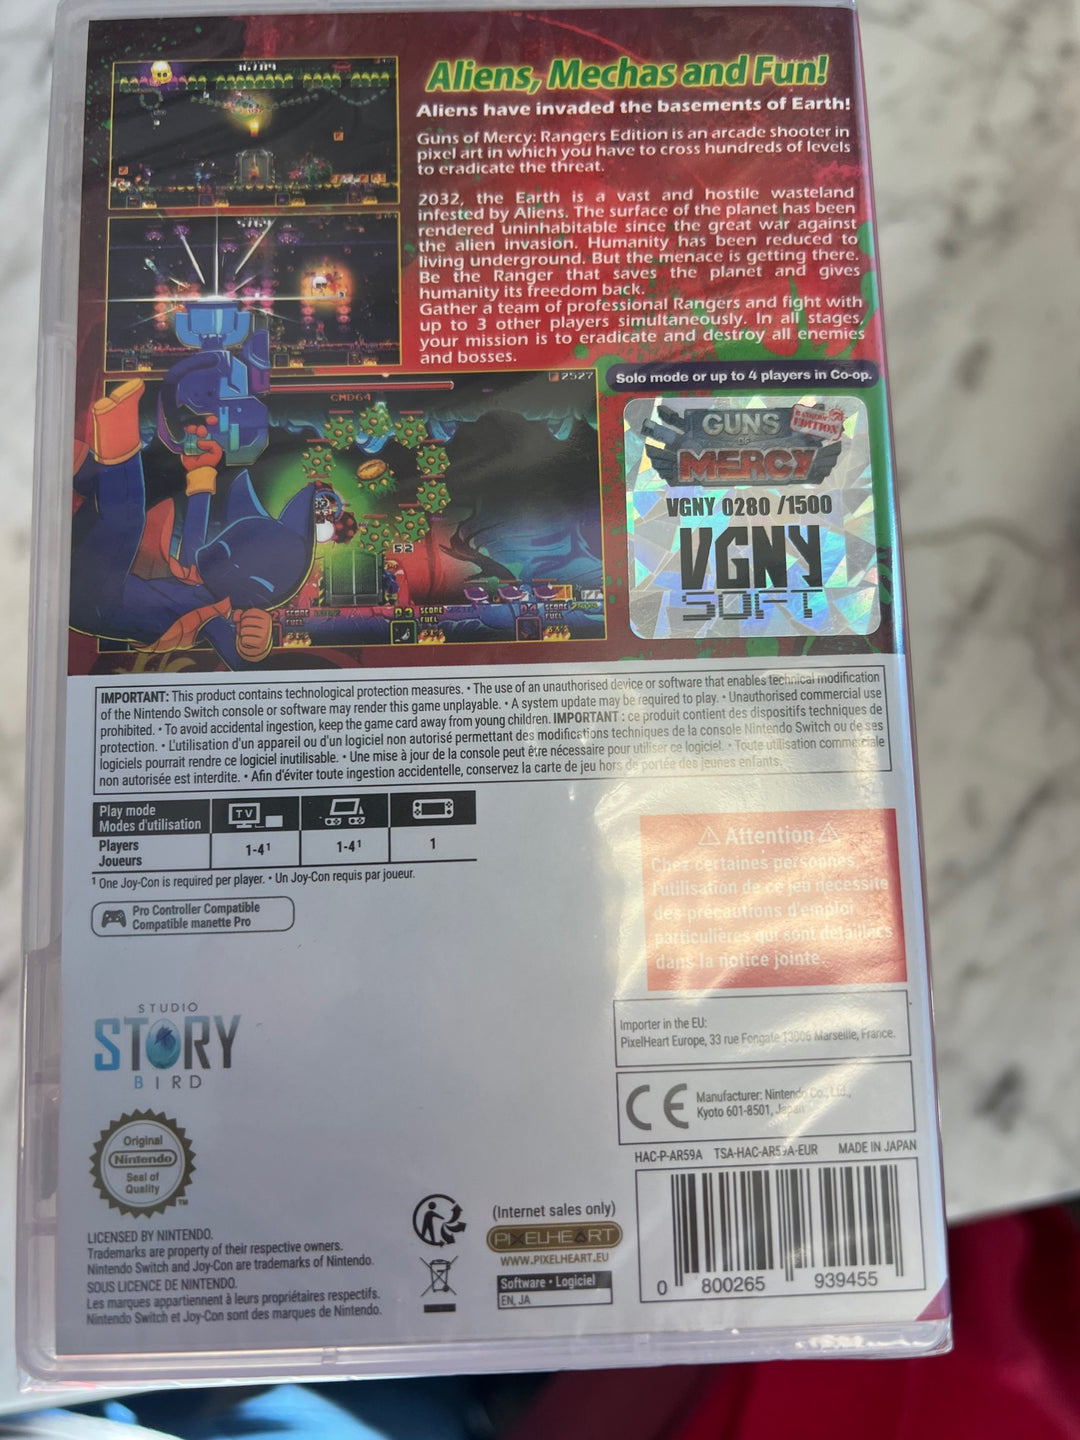 Aliens, Mechas and Fun!
Aliens have invaded the basements of Earth!
Guns of Mercy: Rangers Edition is an arcade shooter in
pixel art in which you have to cross hundreds of levels
to eradicate the threat.
2032, the Earth is a vast and hostile wasteland
infested by Aliens. The surface of the planet has been
rendered uninhabitable since the great war against
the alien invasion. Humanity has been reduced to
living underground. But the menace is getting there.
Be the Ranger that saves the planet and gives
humanity its freedom back.
Gather a team of professional Rangers and fight with
up to 3 other players simultaneously. In all stages,
your mission is to eradicate and destroy all enemies
and bosses.
Solo mode or up to 4 players in Co-op.
2527
CMD64
52
SCORE
FUEL
P3 SCORE
FUEL
SCORE
FUEL
GUNS
OF
MERCY
RANGERS
EDITION
VGNY 0280 /1500
VGNY
SOFT
IMPORTANT: This product contains technological protection measures. • The use of an unauthorised device or software that enables technical modification
of the Nintendo Switch console or software may render this game unplayable. • A system update may be required to play. • Unauthorised commercial use
prohibited. • To avoid accidental ingestion, keep the game card away from young children. IMPORTANT : ce produit contient des dispositifs techniques de
protection. • L'utilisation d'un appareil ou d'un logiciel non autorisé permettant des modifications techniques de la console Nintendo Switch ou de ses
logiciels pourrait rendre ce logiciel inutilisable. • Une mise à jour de la console peut être nécessaire pour utiliser ce logiciel. • Toute utilisation commerciale
non autorisée est interdite. • Afin d'éviter toute ingestion accidentelle, conservez la carte de jeu hors de portée des jeunes enfants.
Play mode
Modes d'utilisation
TV
Players
Joueurs
1-4¹ 1-4¹ 1
¹ One Joy-Con is required per player. • Un Joy-Con requis par joueur.
Pro Controller Compatible
Compatible manette Pro
⚠ Attention ⚠
Chez certaines personnes,
l'utilisation de ce jeu nécessite
des précautions d'emploi
particulières qui sont détaillées
dans la notice jointe.
STUDIO
STORY
BIRD
Importer in the EU:
PixelHeart Europe, 33 rue Fongate 13006 Marseille, France.
CE
Manufacturer: Nintendo Co., Ltd.,
Kyoto 601-8501, Japan
HAC-P-AR59A TSA-HAC-AR59A-EUR MADE IN JAPAN
Original
Nintendo
Seal of
Quality
TM
LICENSED BY NINTENDO.
Trademarks are property of their respective owners.
Nintendo Switch and Joy-Con are trademarks of Nintendo.
SOUS LICENCE DE NINTENDO.
Les marques appartiennent à leurs propriétaires respectifs.
Nintendo Switch et Joy-Con sont des marques de Nintendo.
(Internet sales only)
PIXELHEART
WWW.PIXELHEART.EU
Software • Logiciel
EN, JA
0 800265 939455